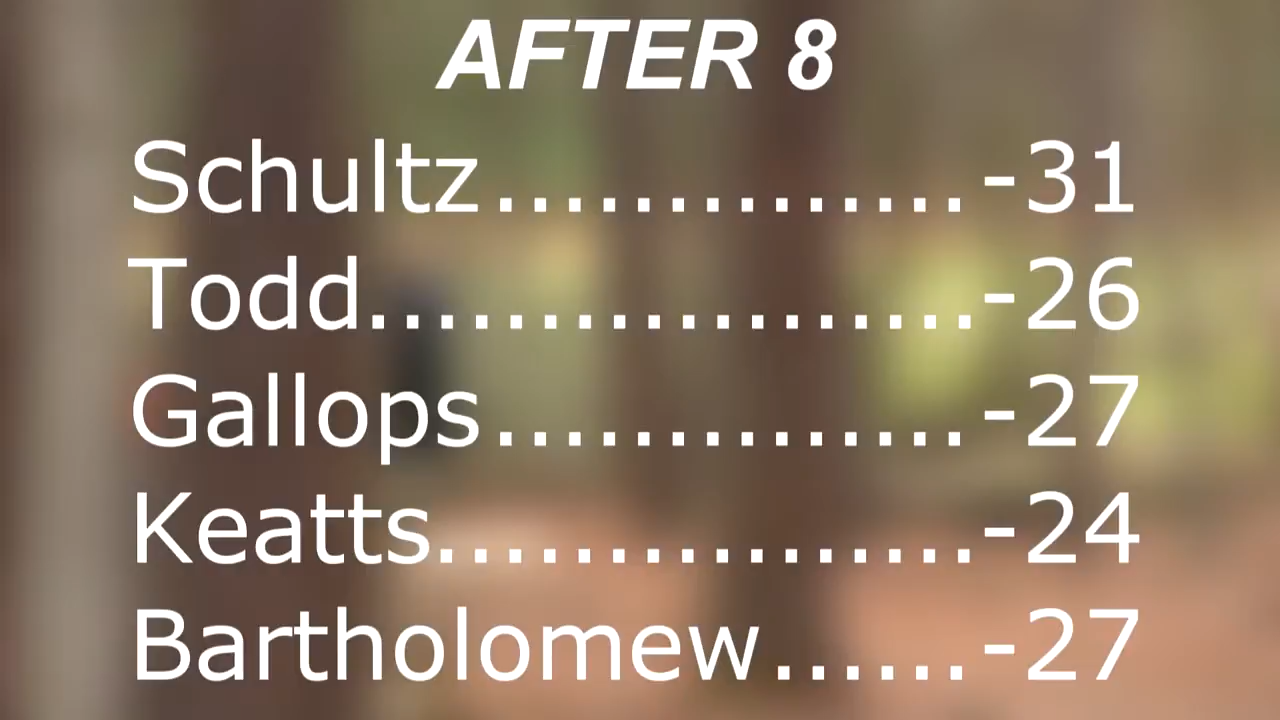 AFTER 8
Schultz..............-31
Todd..................-26
Gallops..............-27
Keatts................-24
Bartholomew......-27